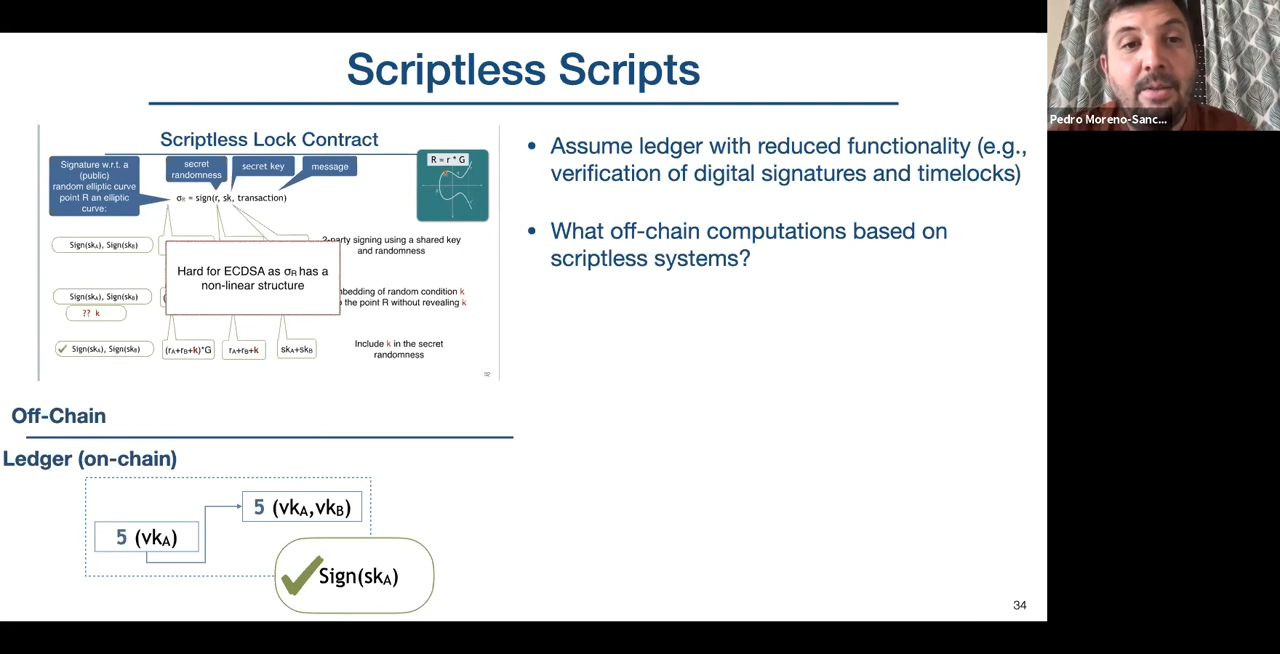 Scriptless Scripts
Pedro Moreno-Sanc...
Scriptless Lock Contract
Signature w.r.t. a
(public)
random elliptic curve
point R an elliptic
curve:
secret
randomness
secret key
message
R = r * G
σR = sign(r, sk, transaction)
Sign(skA), Sign(skB)
2-party signing using a shared key
and randomness
Hard for ECDSA as σR has a
non-linear structure
Sign(skA), Sign(skB)
?? k
of random condition k
the point R without revealing k
Sign(skA), Sign(skB)
(rA+rB+k)*G
rA+rB+k
skA+skB
Include k in the secret
randomness
• Assume ledger with reduced functionality (e.g.,
verification of digital signatures and timelocks)
• What off-chain computations based on
scriptless systems?
Off-Chain
Ledger (on-chain)
5 (vkA,vkB)
5 (vkA)
Sign(skA)
34